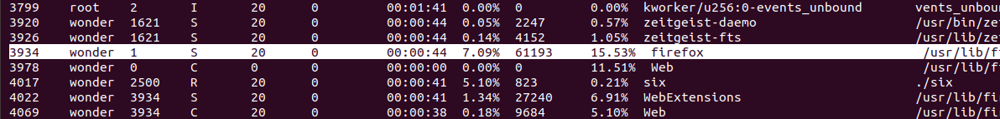 3799 root 2 I 20 0 00:01:41 0.00% 0 0.00% kworker/u256:0-events_unbound vents_unbou
3920 wonder 1621 S 20 0 00:00:44 0.05% 2247 0.57% zeitgeist-daemo /usr/bin/zei
3926 wonder 1621 S 20 0 00:00:44 0.14% 4152 1.05% zeitgeist-fts /usr/lib/zei
3934 wonder 1 S 20 0 00:00:44 7.09% 61193 15.53% firefox /usr/lib/fi
3978 wonder 0 C 0 0 00:00:00 0.00% 0 11.51% Web /usr/lib/fi
4017 wonder 2500 R 20 0 00:00:41 5.10% 823 0.21% six ./six
4022 wonder 3934 S 20 0 00:00:41 1.34% 27240 6.91% WebExtensions /usr/lib/fi
4069 wonder 3934 C 20 0 00:00:38 0.18% 9684 5.10% Web /usr/lib/fi